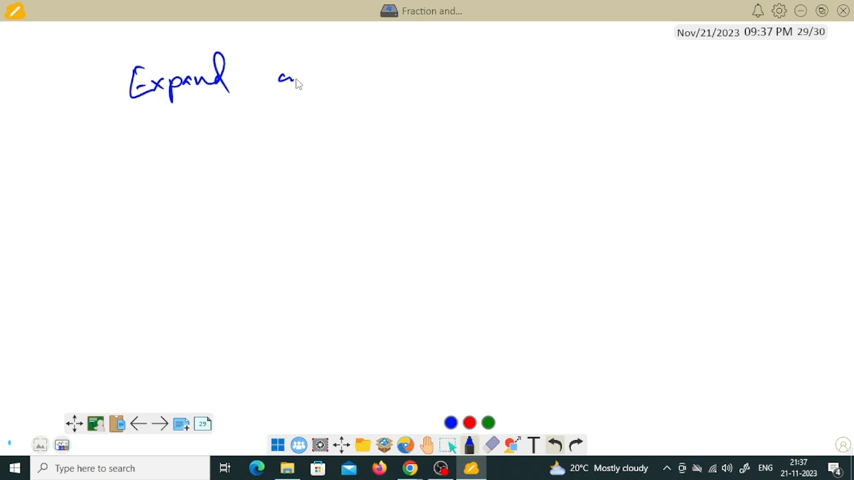 Fraction and...
Nov/21/2023 09:37 PM 29/30
Expand a
29
T
Type here to search
20°C Mostly cloudy
ENG
21:37
21-11-2023
4